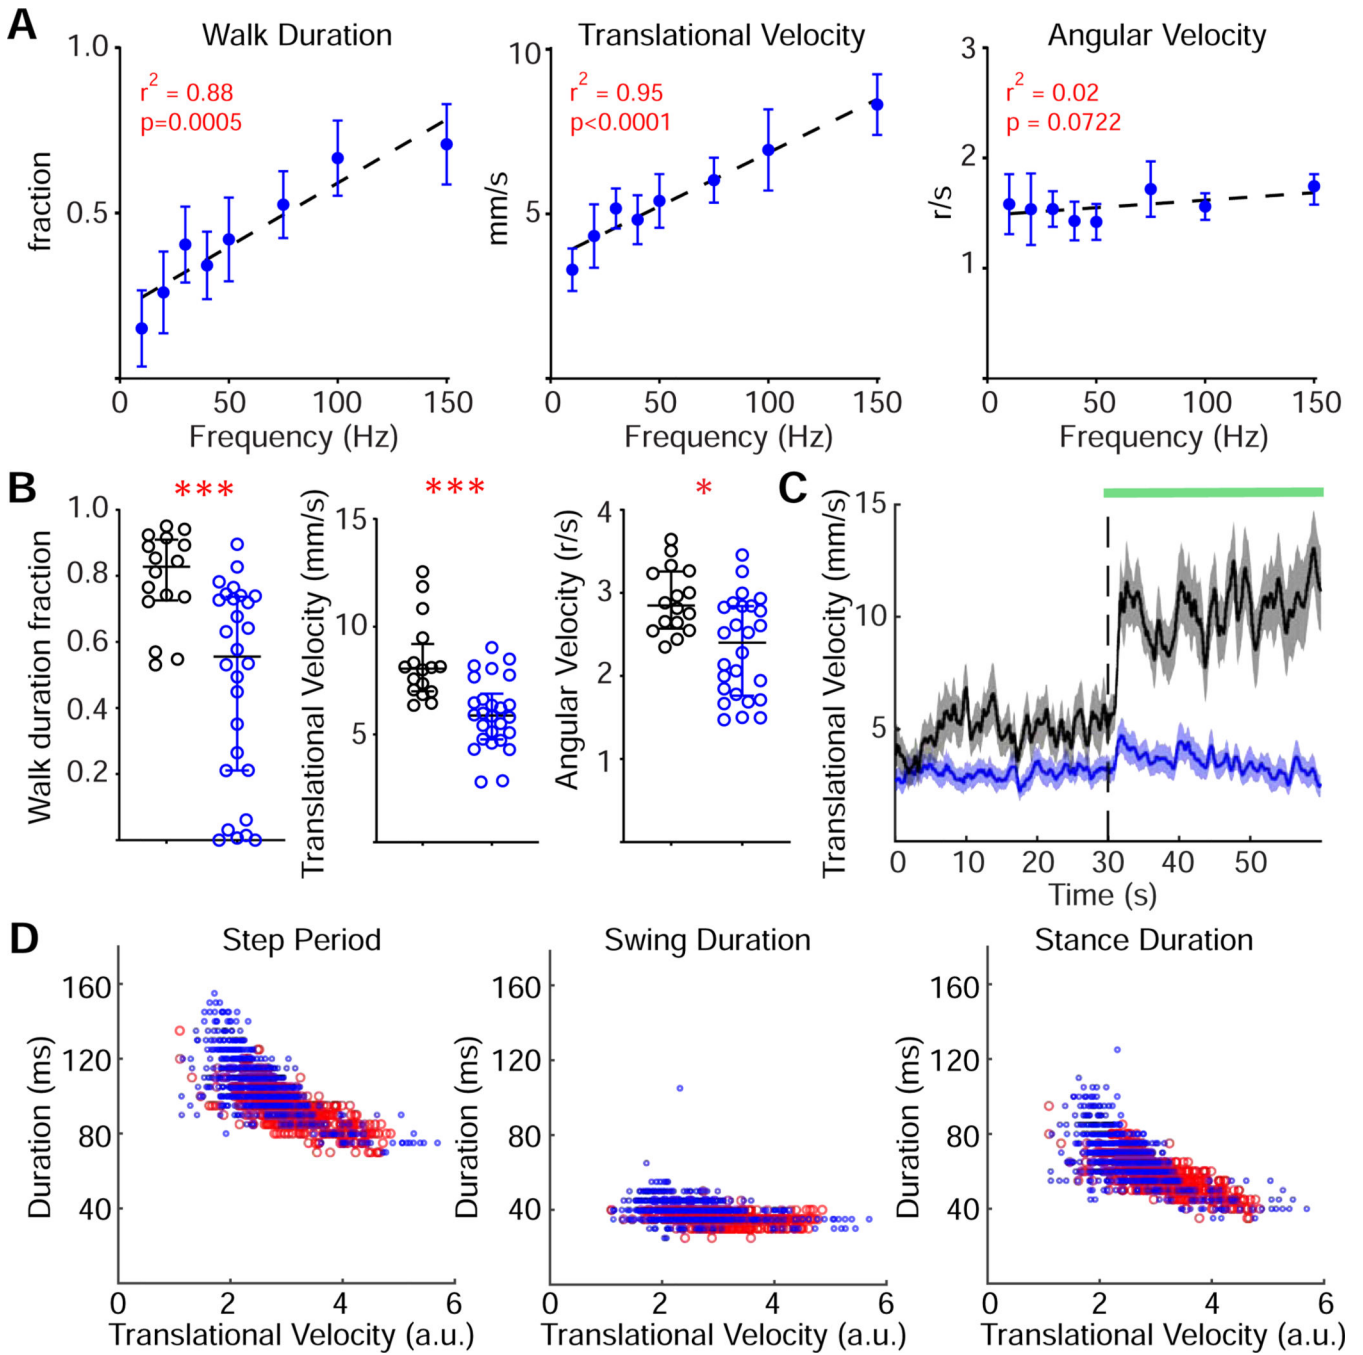 A
Walk Duration
Translational Velocity
Angular Velocity
1.0
0.5
fraction
r² = 0.88
p=0.0005
0
50
100
150
Frequency (Hz)
10
5
mm/s
r² = 0.95
p<0.0001
0
50
100
150
Frequency (Hz)
3
2
1
r/s
r² = 0.02
p = 0.0722
0
50
100
150
Frequency (Hz)
B
***
Walk duration fraction
1.0
0.8
0.6
0.4
0.2
***
Translational Velocity (mm/s)
15
10
5
*
Angular Velocity (r/s)
4
3
2
1
C
Translational Velocity (mm/s)
15
10
5
0
10
20
30
40
50
Time (s)
D
Step Period
Swing Duration
Stance Duration
Duration (ms)
160
120
80
40
0
2
4
6
Translational Velocity (a.u.)
Duration (ms)
160
120
80
40
0
2
4
6
Translational Velocity (a.u.)
Duration (ms)
160
120
80
40
0
2
4
6
Translational Velocity (a.u.)